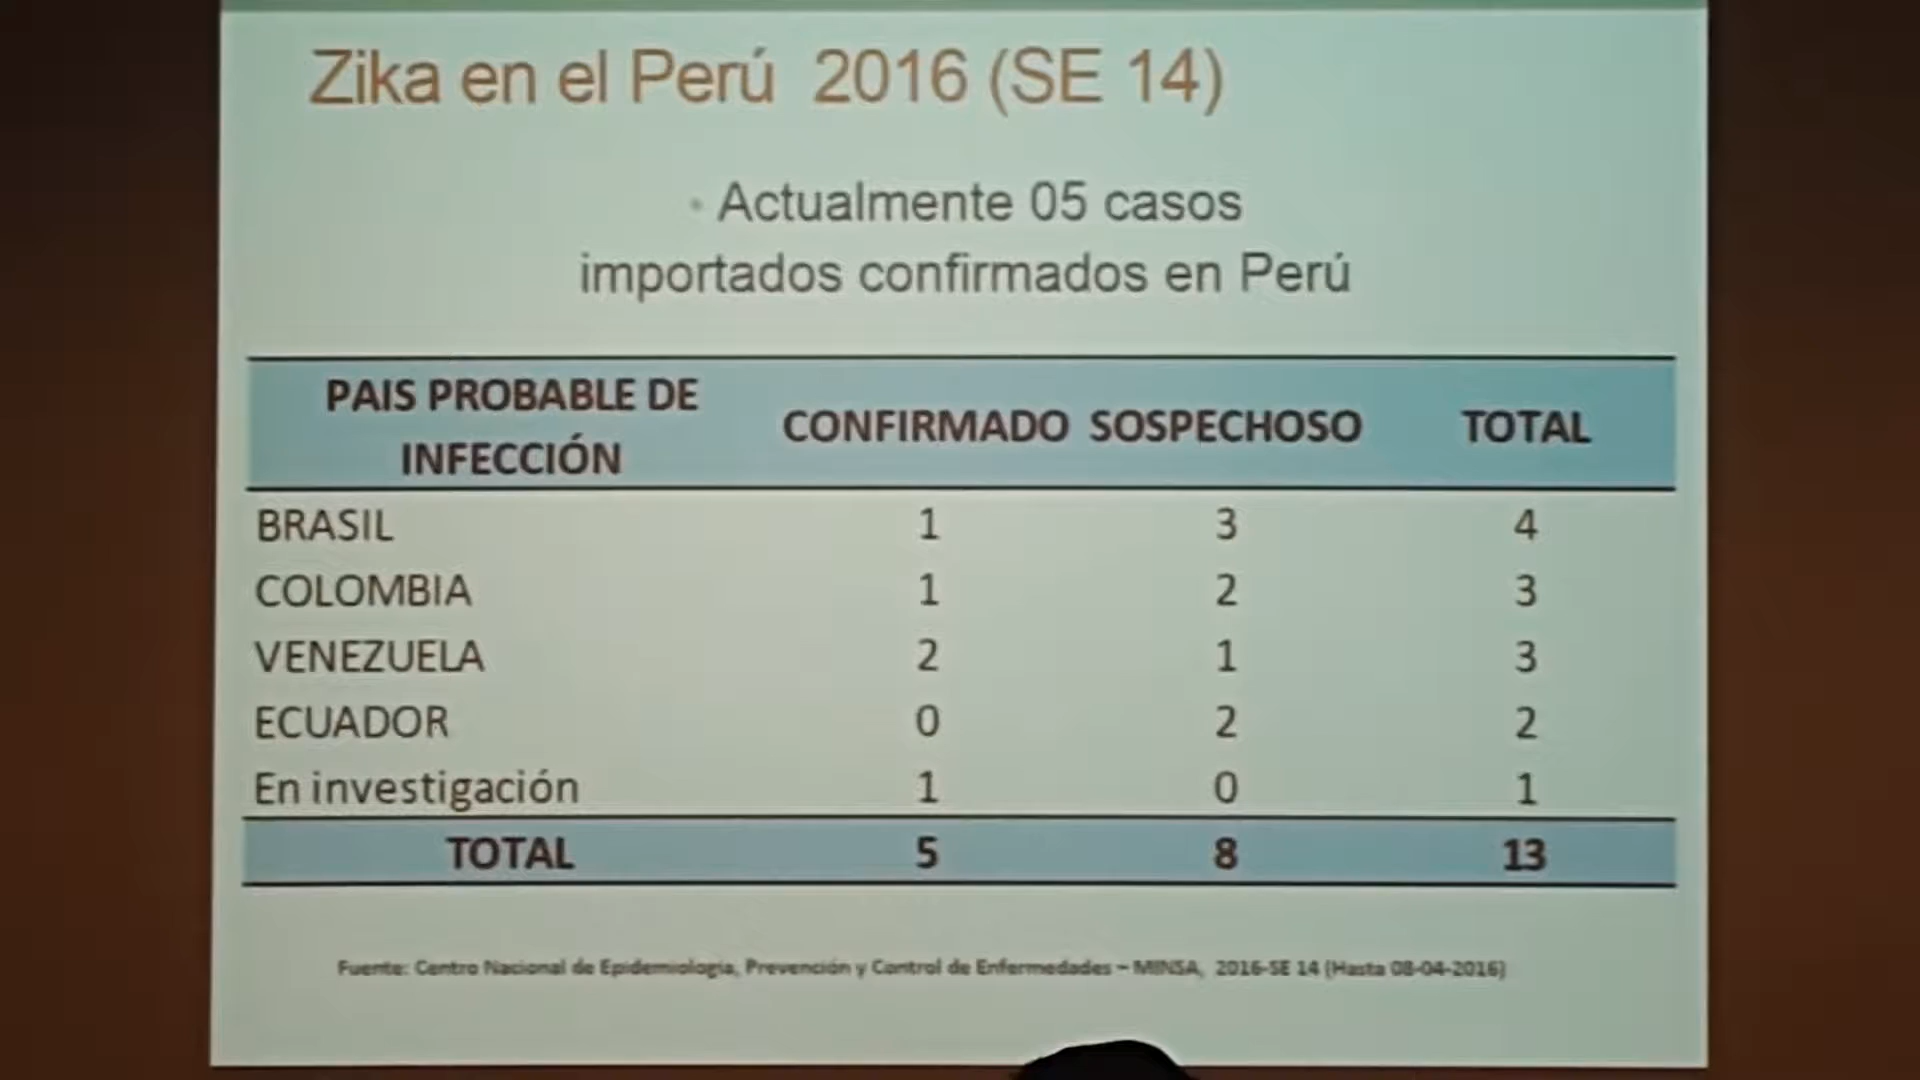 Zika en el Perú 2016 (SE 14)
• Actualmente 05 casos
importados confirmados en Perú
PAIS PROBABLE DE
INFECCIÓN
CONFIRMADO SOSPECHOSO TOTAL
BRASIL 1 3 4
COLOMBIA 1 2 3
VENEZUELA 2 1 3
ECUADOR 0 2 2
En investigación 1 0 1
TOTAL 5 8 13
Fuente: Centro Nacional de Epidemiologia, Prevención y Control de Enfermedades – MINSA, 2016-SE 14 (Hasta 08-04-2016)